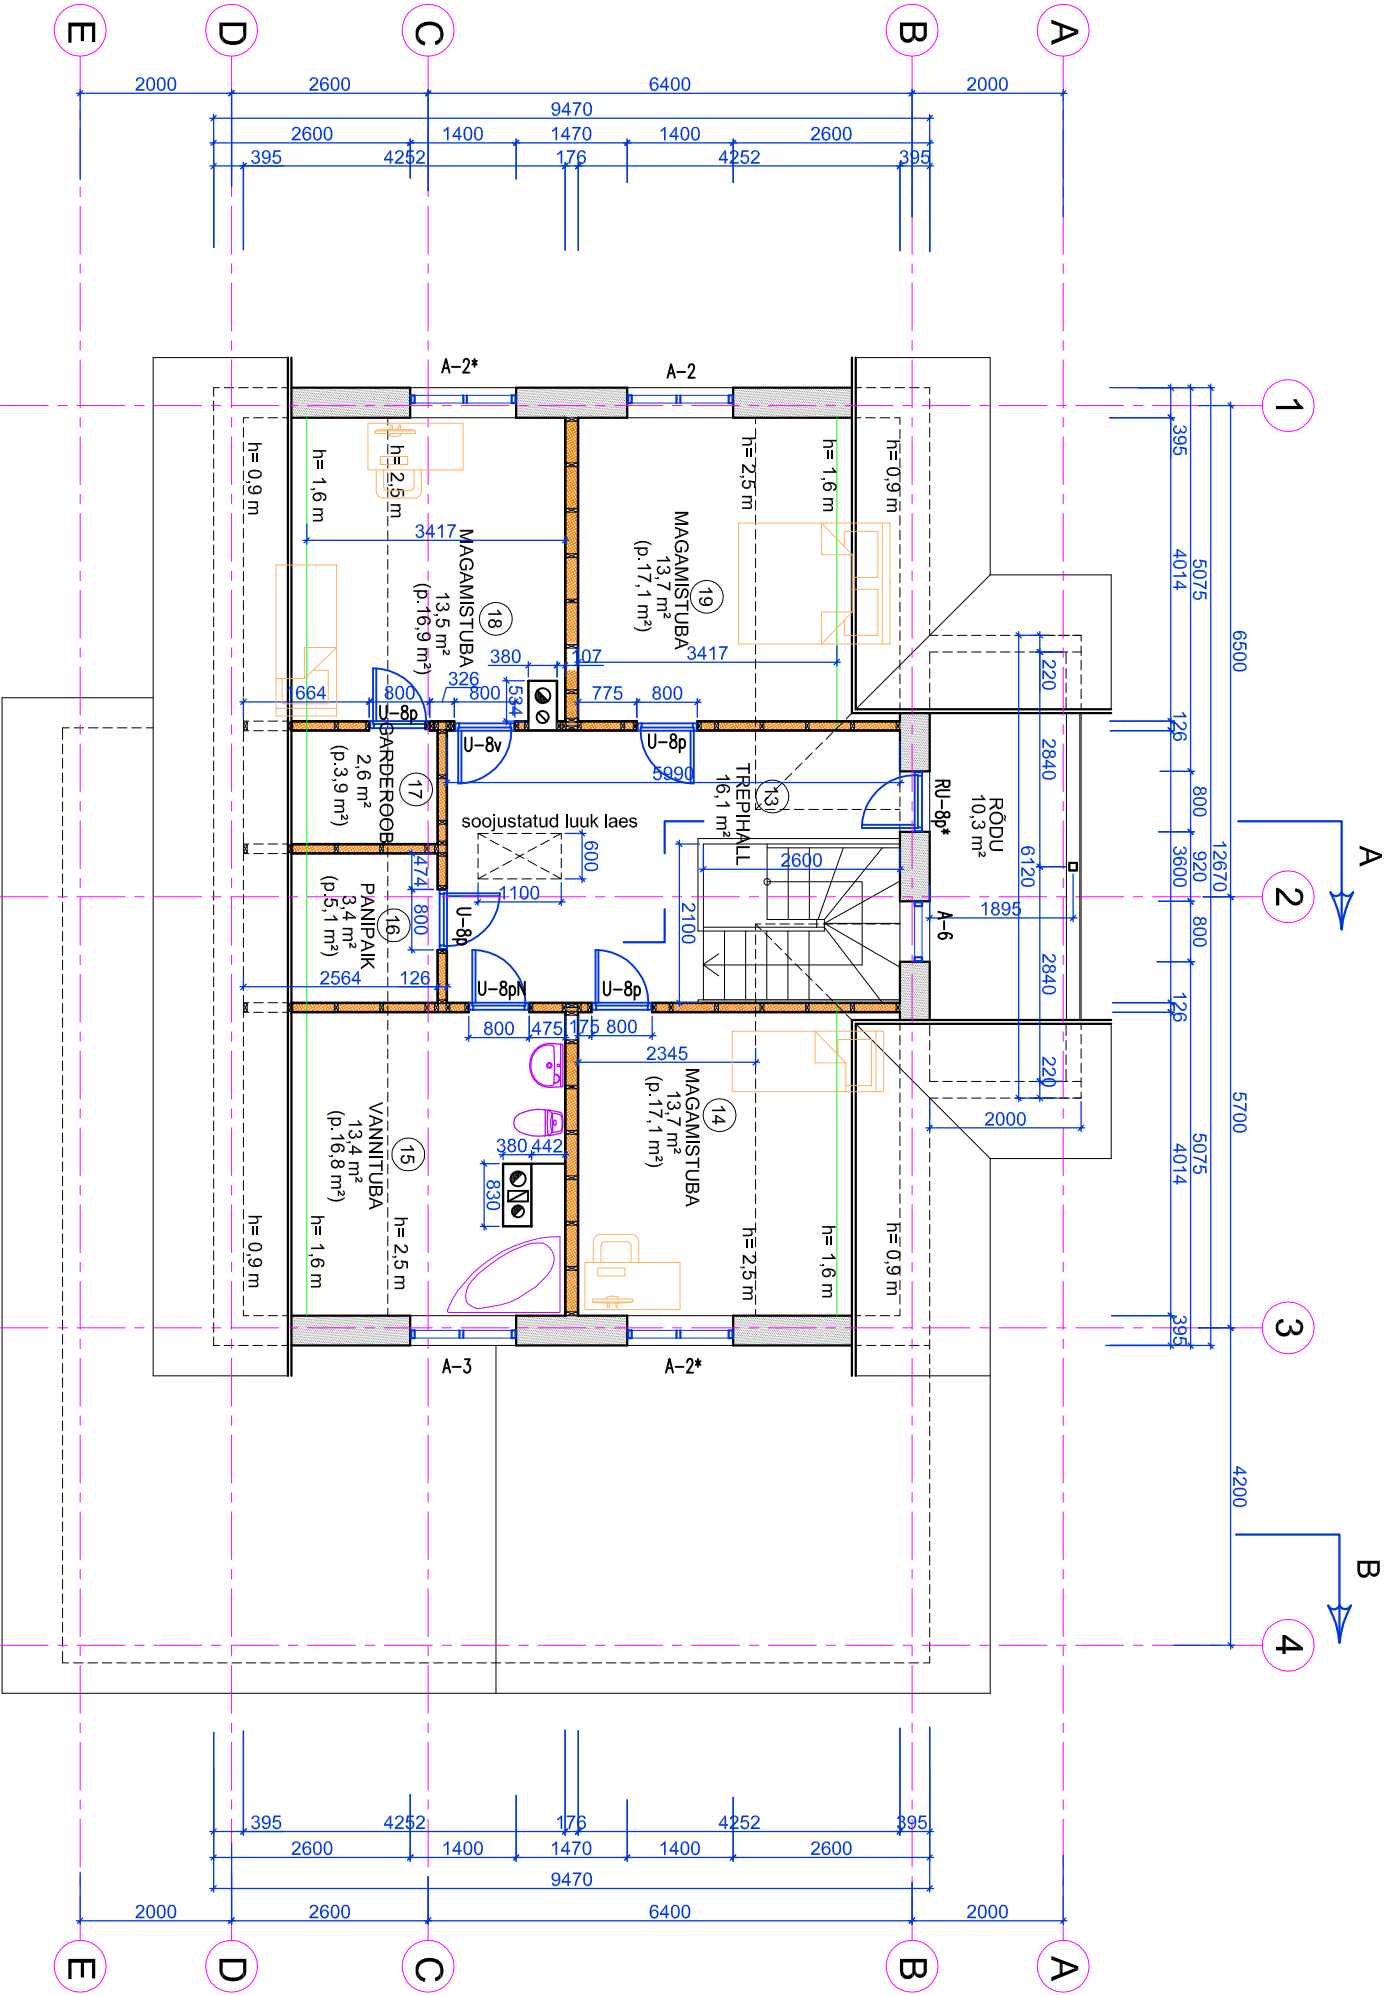 E
D
C
B
A
2000
2600
6400
2000
9470
2600
1400
1470
1400
2600
395
4252
176
4252
395
1
2
3
4
A
B
6500
5700
4200
12670
5075
800
920
800
5075
395
4014
126
3600
126
4014
395
A-2*
A-2
h= 0,9 m
h= 1,6 m
h= 2,5 m
h= 2,5 m
h= 1,6 m
h= 0,9 m
3417
18
MAGAMISTUBA
13,5 m²
(p.16,9 m²)
19
MAGAMISTUBA
13,7 m²
(p.17,1 m²)
3417
380
107
534
326
664
800
800
775
800
U-8p
U-8v
U-8p
17
GARDEROOB
2,6 m²
(p.3,9 m²)
5990
13
TREPIHALL
16,1 m²
soojustatud luuk laes
600
1100
2600
2100
RU-8p*
A-6
RÕDU
10,3 m²
220
2840
6120
2840
220
1895
2000
474
800
16
PANIPAIK
3,4 m²
(p.5,1 m²)
U-8p
2564
126
U-8pN
U-8p
800
475
175
800
2345
14
MAGAMISTUBA
13,7 m²
(p.17,1 m²)
15
VANNITUBA
13,4 m²
(p.16,8 m²)
380
442
830
h= 0,9 m
h= 1,6 m
h= 2,5 m
h= 2,5 m
h= 1,6 m
h= 0,9 m
A-3
A-2*
395
4252
176
4252
395
2600
1400
1470
1400
2600
9470
2000
2600
6400
2000
E
D
C
B
A